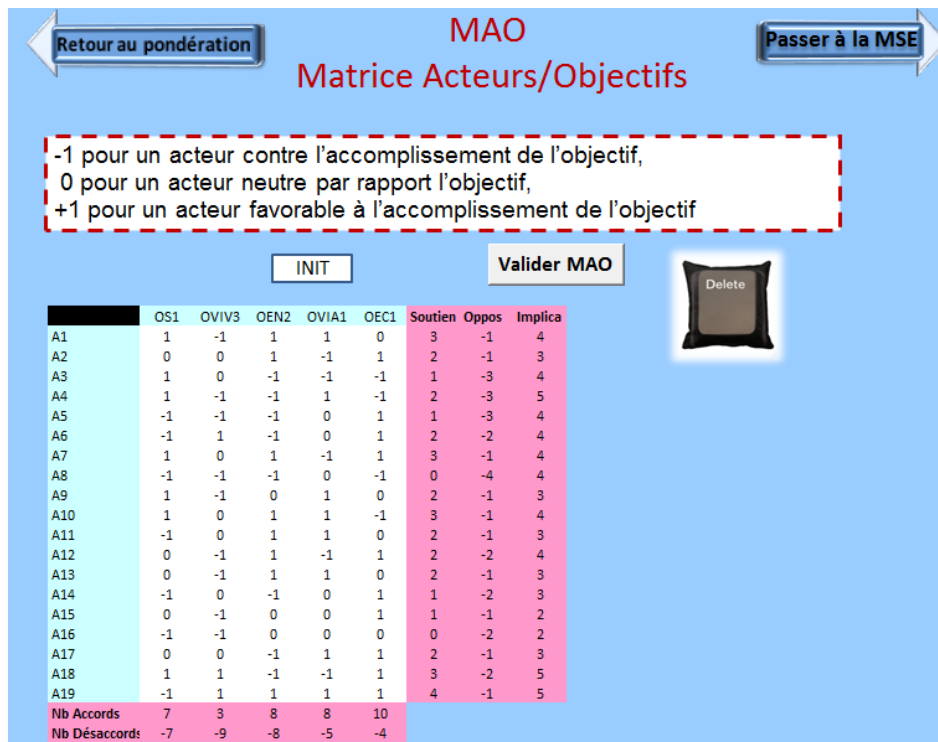 Retour au pondération
MAO
Passer à la MSE
Matrice Acteurs/Objectifs
-1 pour un acteur contre l'accomplissement de l'objectif,
0 pour un acteur neutre par rapport l'objectif,
+1 pour un acteur favorable à l'accomplissement de l'objectif
INIT
Valider MAO
Delete
OS1 OVIV3 OEN2 OVIA1 OEC1 Soutien Oppos Implica
A1 1 -1 1 1 0 3 -1 4
A2 0 0 1 -1 1 2 -1 3
A3 1 0 -1 -1 -1 1 -3 4
A4 1 -1 -1 1 -1 2 -3 5
A5 -1 -1 -1 0 1 1 -3 4
A6 -1 1 -1 0 1 2 -2 4
A7 1 0 1 -1 1 3 -1 4
A8 -1 -1 -1 0 -1 0 -4 4
A9 1 -1 0 1 0 2 -1 3
A10 1 0 1 1 -1 3 -1 4
A11 -1 0 1 1 0 2 -1 3
A12 0 -1 1 -1 1 2 -2 4
A13 0 -1 1 1 0 2 -1 3
A14 -1 0 -1 0 1 1 -2 3
A15 0 -1 0 0 1 1 -1 2
A16 -1 -1 0 0 0 0 -2 2
A17 0 0 -1 1 1 2 -1 3
A18 1 1 -1 -1 1 3 -2 5
A19 -1 1 1 1 1 4 -1 5
Nb Accords 7 3 8 8 10
Nb Désaccords -7 -9 -8 -5 -4